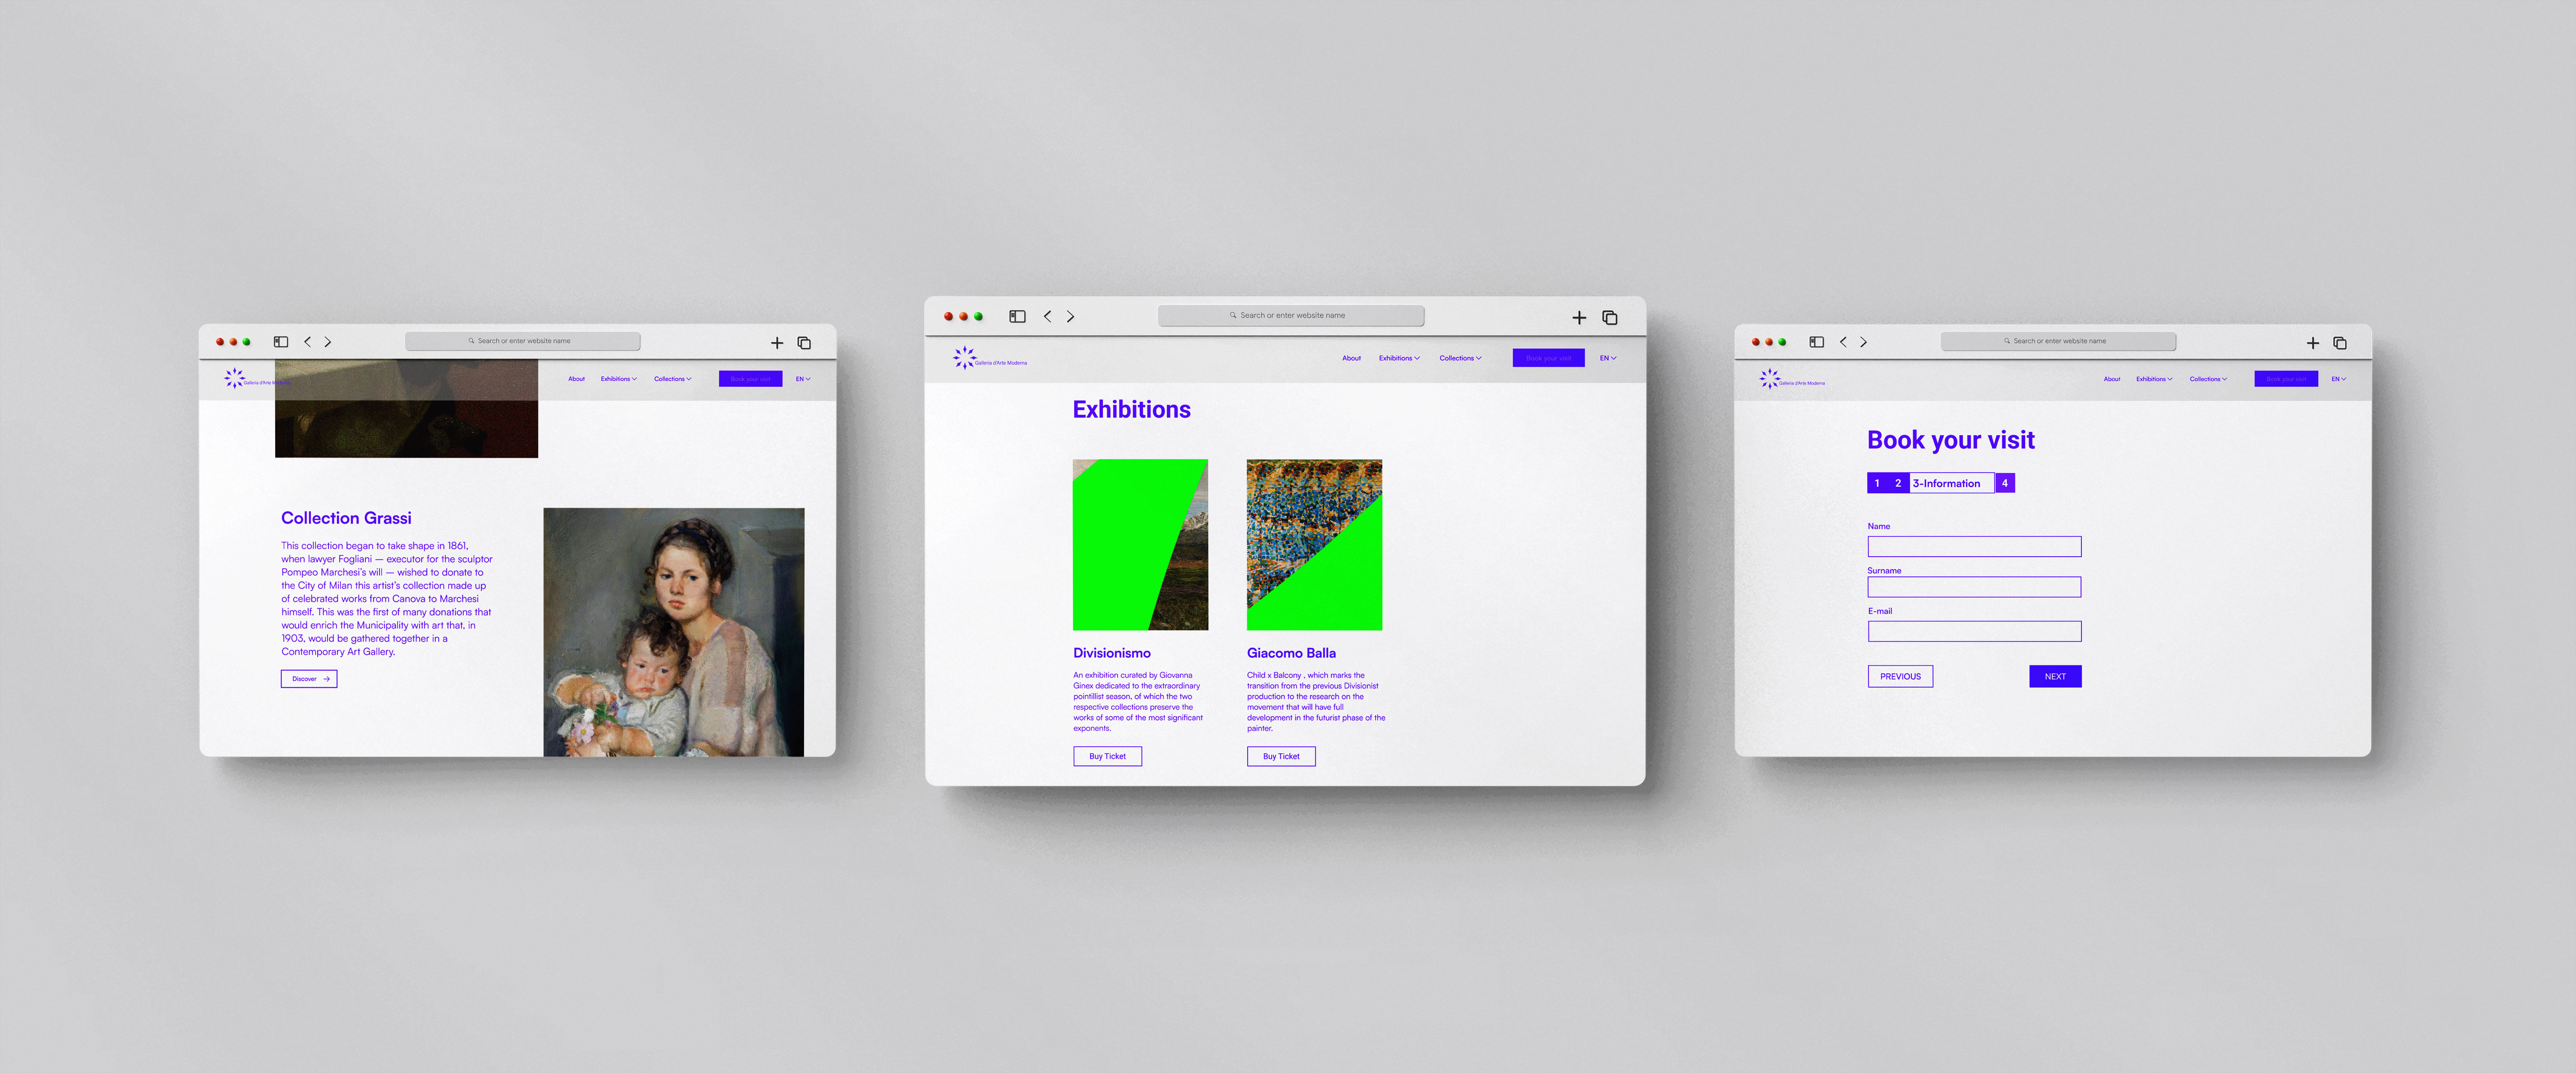 Search or enter website name
Galleria d'Arte Moderna
About
Exhibitions
Collections
Book your visit
EN
Collection Grassi
This collection began to take shape in 1861,
when lawyer Fogliani – executor for the sculptor
Pompeo Marchesi's will – wished to donate to
the City of Milan this artist's collection made up
of celebrated works from Canova to Marchesi
himself. This was the first of many donations that
would enrich the Municipality with art that, in
1903, would be gathered together in a
Contemporary Art Gallery.
Discover
Search or enter website name
Galleria d'Arte Moderna
About
Exhibitions
Collections
Book your visit
EN
Exhibitions
Divisionismo
An exhibition curated by Giovanna
Ginex dedicated to the extraordinary
pointillist season, of which the two
respective collections preserve the
works of some of the most significant
exponents.
Buy Ticket
Giacomo Balla
Child x Balcony , which marks the
transition from the previous Divisionist
production to the research on the
movement that will have full
development in the futurist phase of the
painter.
Buy Ticket
Search or enter website name
Galleria d'Arte Moderna
About
Exhibitions
Collections
Book your visit
EN
Book your visit
1 2 3-Information 4
Name
Surname
E-mail
PREVIOUS
NEXT